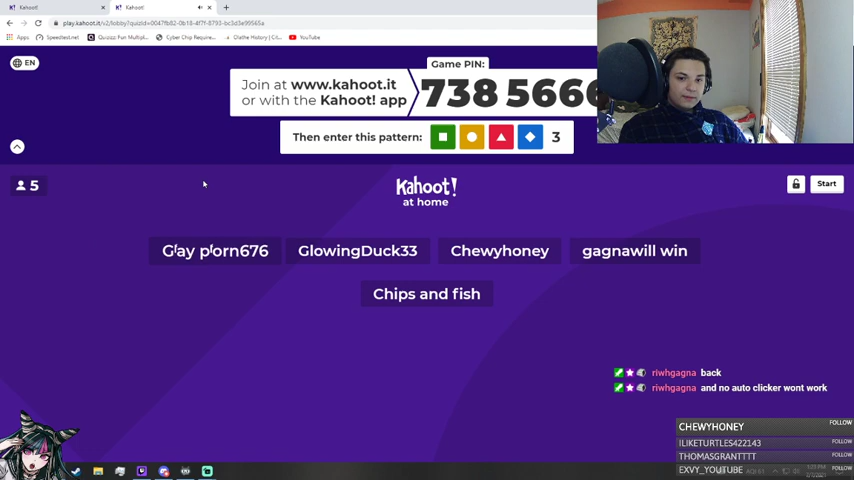 Kahoot!
Kahoot!
play.kahoot.it/v2/lobby?quizId=0047fb82-0b18-4f7f-8793-bc3d3e99565a
Apps
Speedtest.net
Quizizz: Fun Multipl...
Cyber Chip Require...
Olathe History | Cit...
YouTube
EN
Game PIN:
Join at www.kahoot.it
or with the Kahoot! app
738 5666
Then enter this pattern:
3
5
Kahoot!
at home
Start
Gſay pſorn676
GlowingDuck33
Chewyhoney
gagnawill win
Chips and fish
riwhgagna back
riwhgagna and no auto clicker wont work
CHEWYHONEY FOLLOW
ILIKETURTLES422143 FOLLOW
THOMASGRANTTTT FOLLOW
EXVY_YOUTUBE FOLLOW